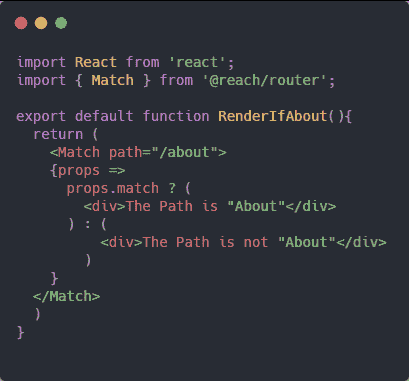 import React from 'react';
import { Match } from '@reach/router';

export default function RenderIfAbout(){
  return (
    <Match path="/about">
    {props =>
      props.match ? (
        <div>The Path is "About"</div>
      ) : (
          <div>The Path is not "About"</div>
        )
    }
  </Match>
  )
}